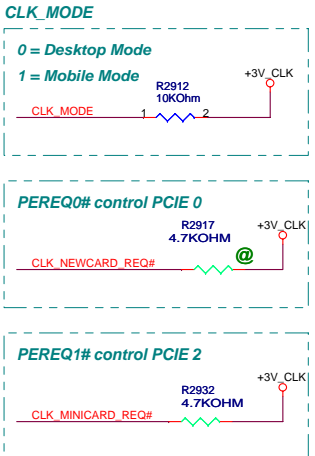 CLK_MODE
0 = Desktop Mode
1 = Mobile Mode
R2912
10KOhm
+3V_CLK
CLK_MODE
1
2
PEREQ0# control PCIE 0
R2917
4.7KOHM
+3V_CLK
@
CLK_NEWCARD_REQ#
PEREQ1# control PCIE 2
R2932
4.7KOHM
+3V_CLK
CLK_MINICARD_REQ#